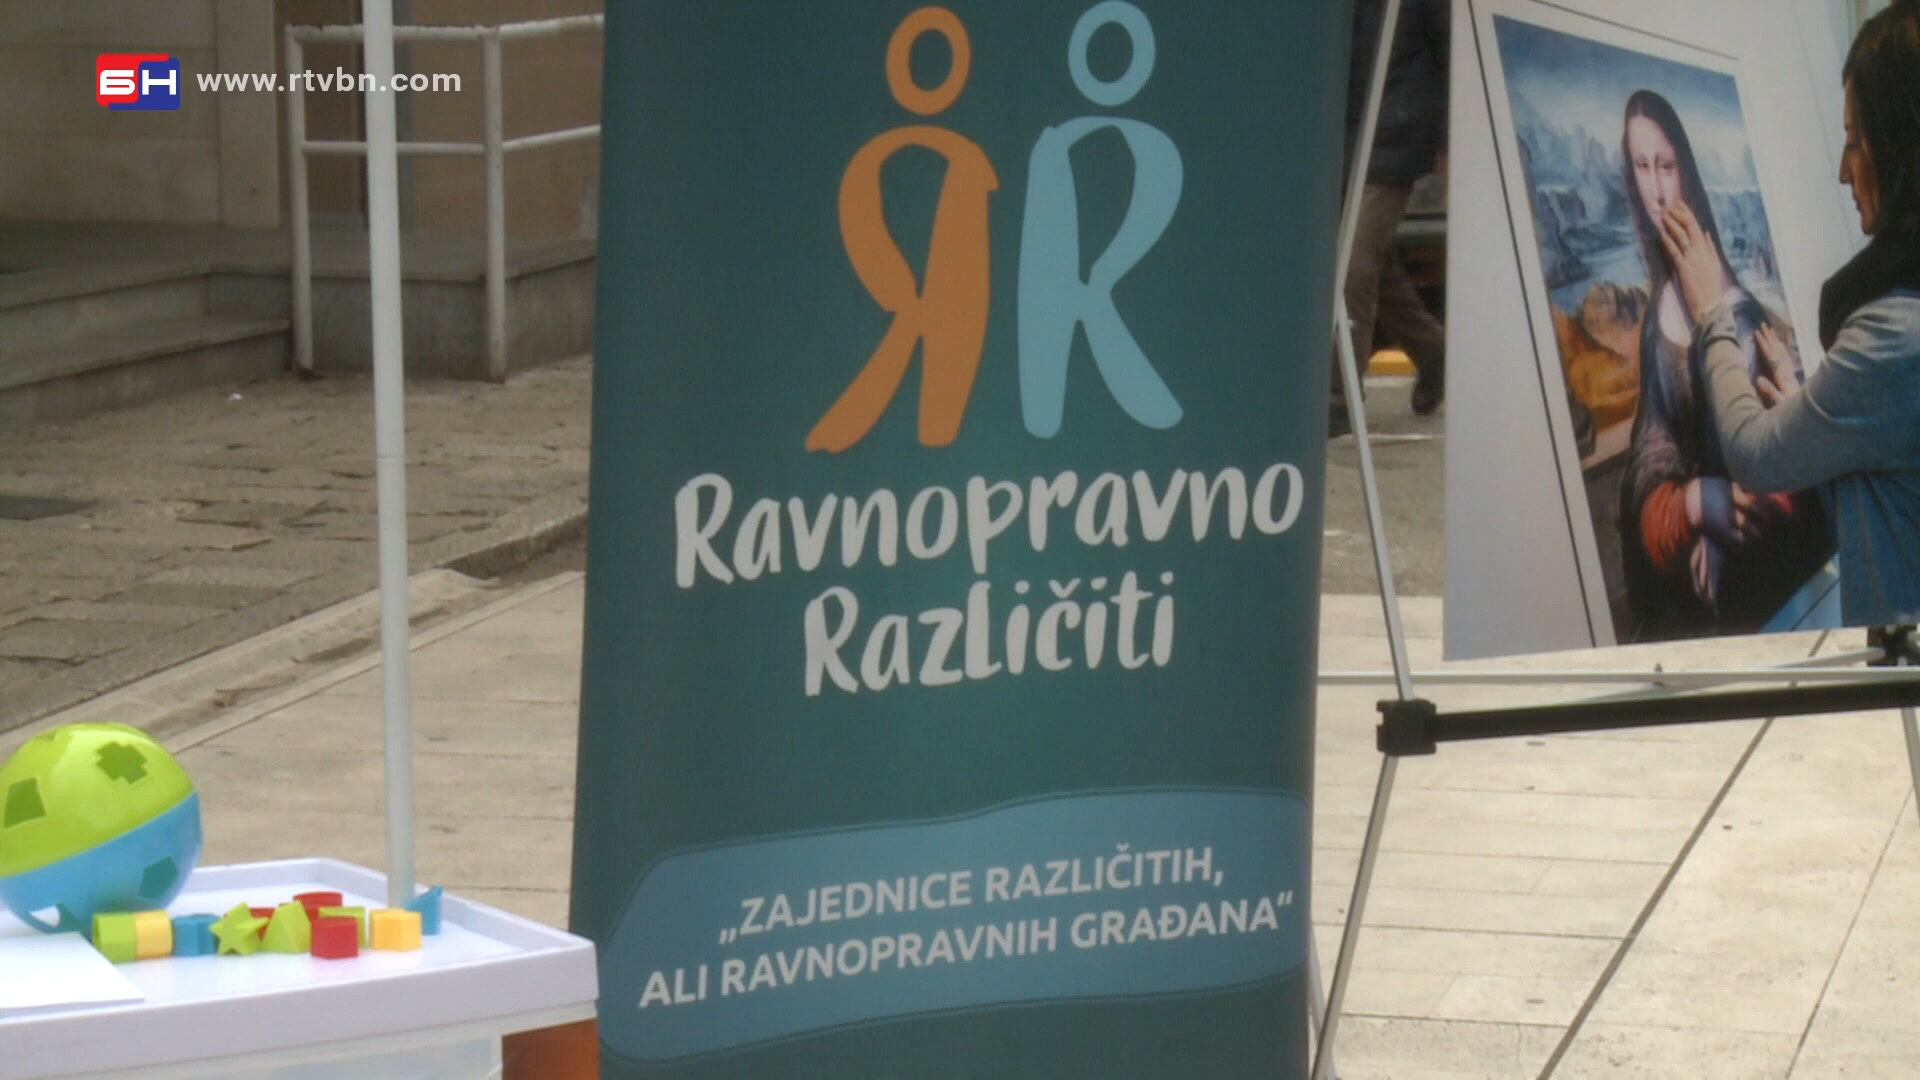 БН www.rtvbn.com
Ravnopravno
Različiti
„ZAJEDNICE RAZLIČITIH,
ALI RAVNOPRAVNIH GRAĐANA“